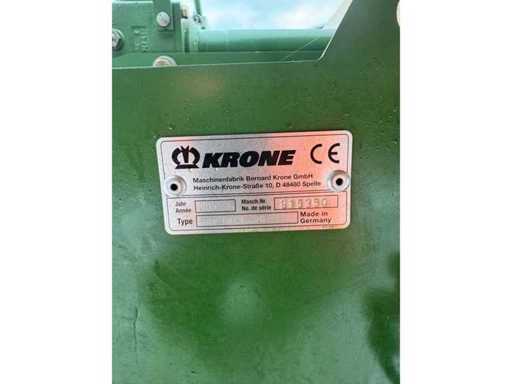 KRONE CE
Maschinenfabrik Bernard Krone GmbH
Heinrich-Krone-Straße 10, D 48480 Spelle
Jahr Masch.Nr.
Année No. de série
Type Made in
Germany